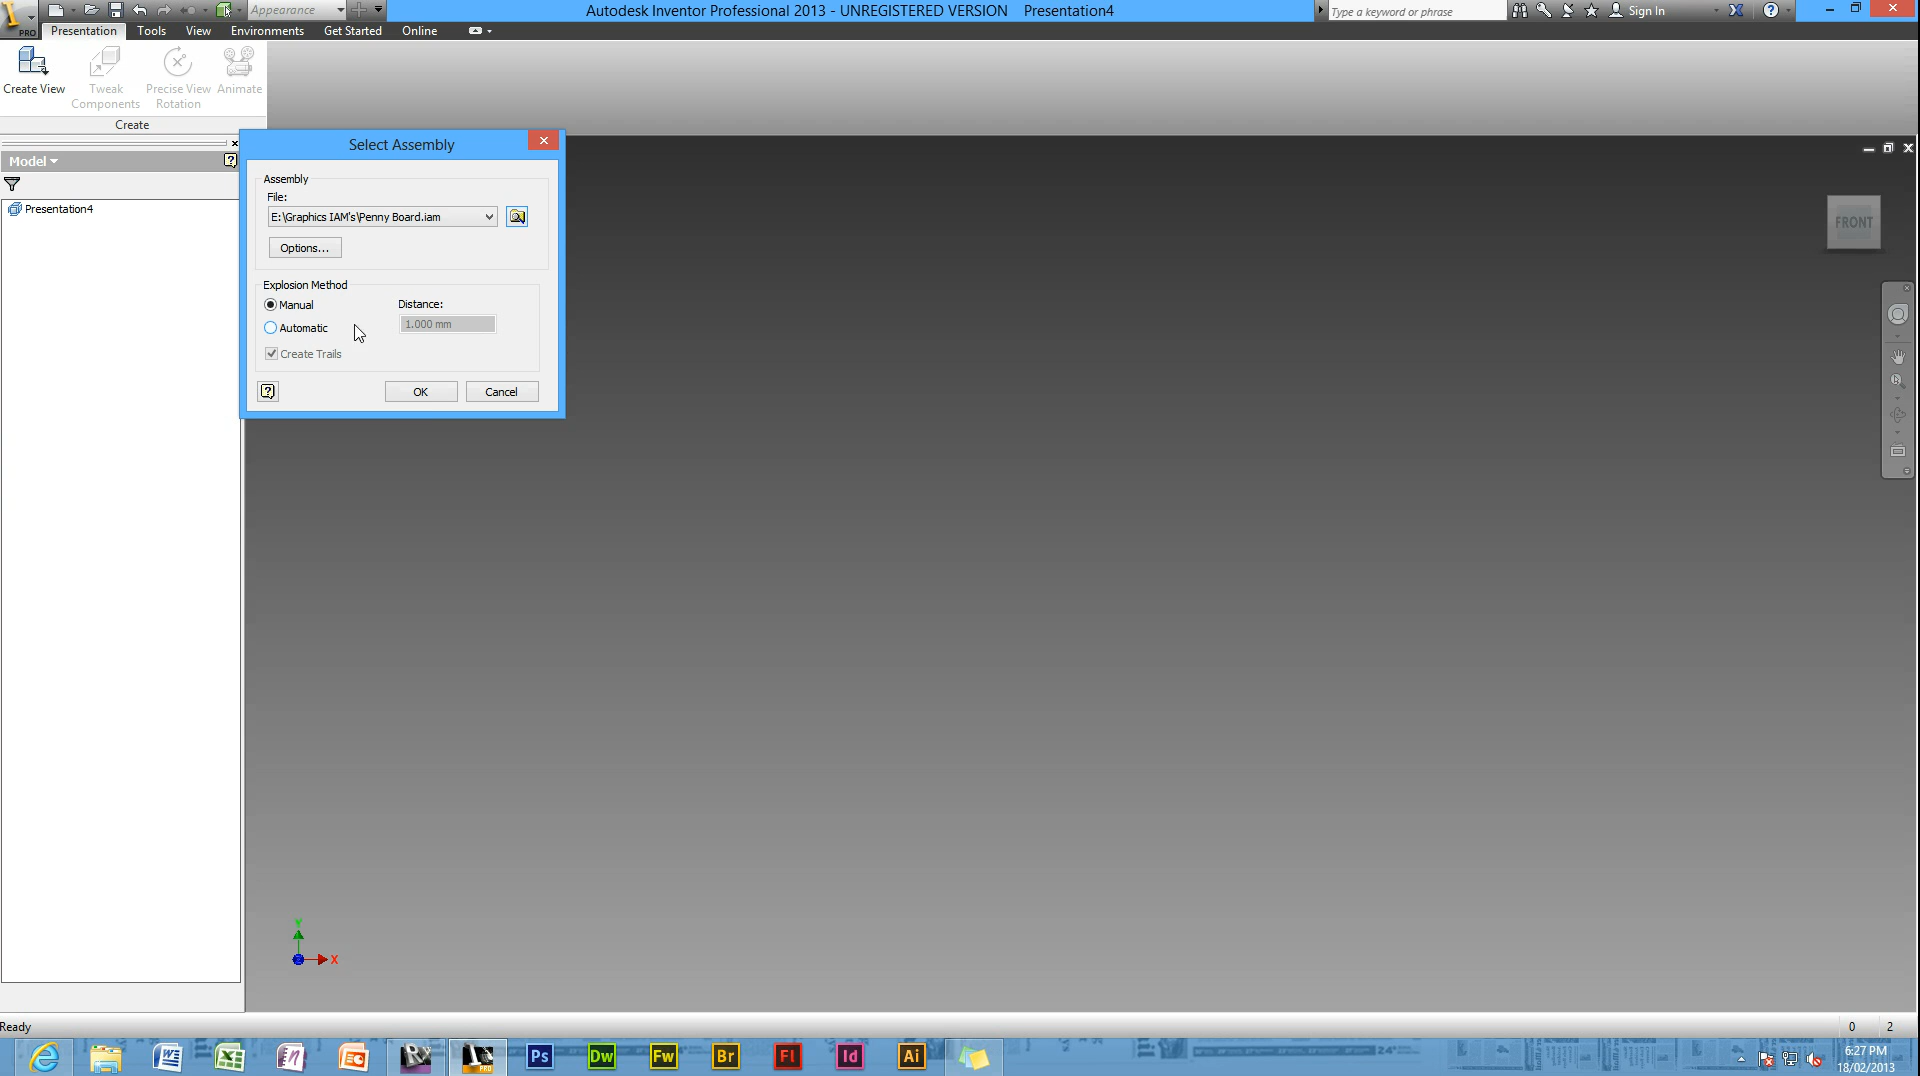 Appearance
Autodesk Inventor Professional 2013 - UNREGISTERED VERSION Presentation4
Type a keyword or phrase
Sign In
PRO
Presentation Tools View Environments Get Started Online
Create View
Tweak Components
Precise View Rotation
Animate
Create
Model
Presentation4
Select Assembly
Assembly
File:
E:\Graphics IAM's\Penny Board.iam
Options...
Explosion Method
Manual
Distance:
1.000 mm
Automatic
Create Trails
OK
Cancel
FRONT
Y
X
Ready
0 2
Ps Dw Fw Br Fl Id Ai
PRO
6:27 PM
18/02/2013